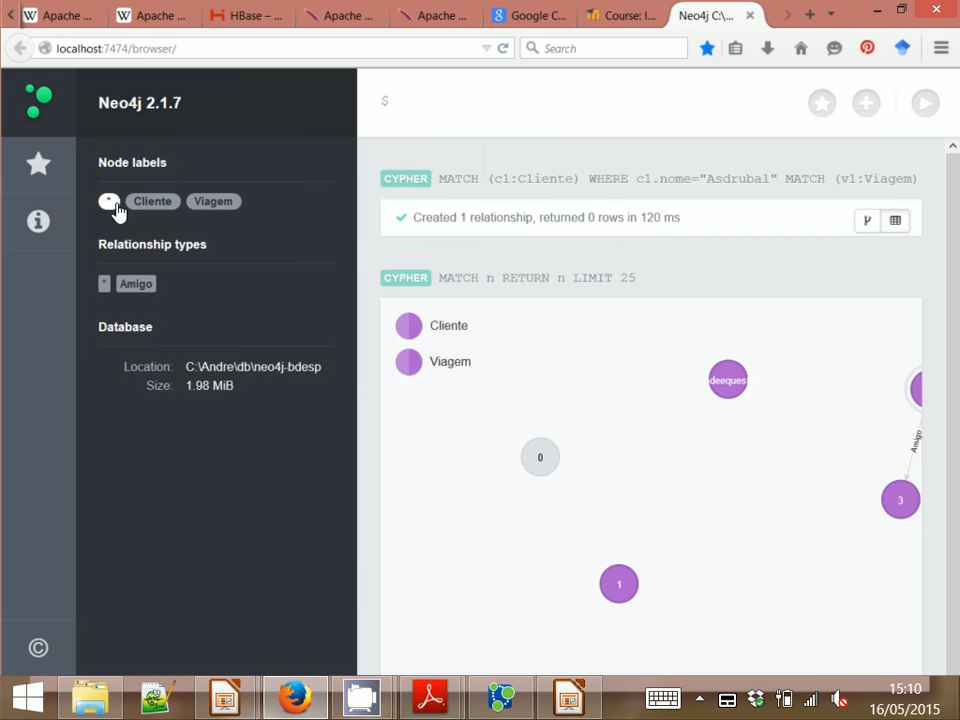 Apache ...
Apache ...
HBase – ...
Apache ...
Apache ...
Google C...
Course: I...
Neo4j C:\...
localhost:7474/browser/
Search
Neo4j 2.1.7
$
Node labels
*
Cliente
Viagem
CYPHER MATCH (c1:Cliente) WHERE c1.nome="Asdrubal" MATCH (v1:Viagem)
Created 1 relationship, returned 0 rows in 120 ms
Relationship types
* Amigo
CYPHER MATCH n RETURN n LIMIT 25
Database
Location: C:\Andre\db\neo4j-bdesp
Size: 1.98 MiB
Cliente
Viagem
deequest
Amigo
0
3
1
15:10
16/05/2015